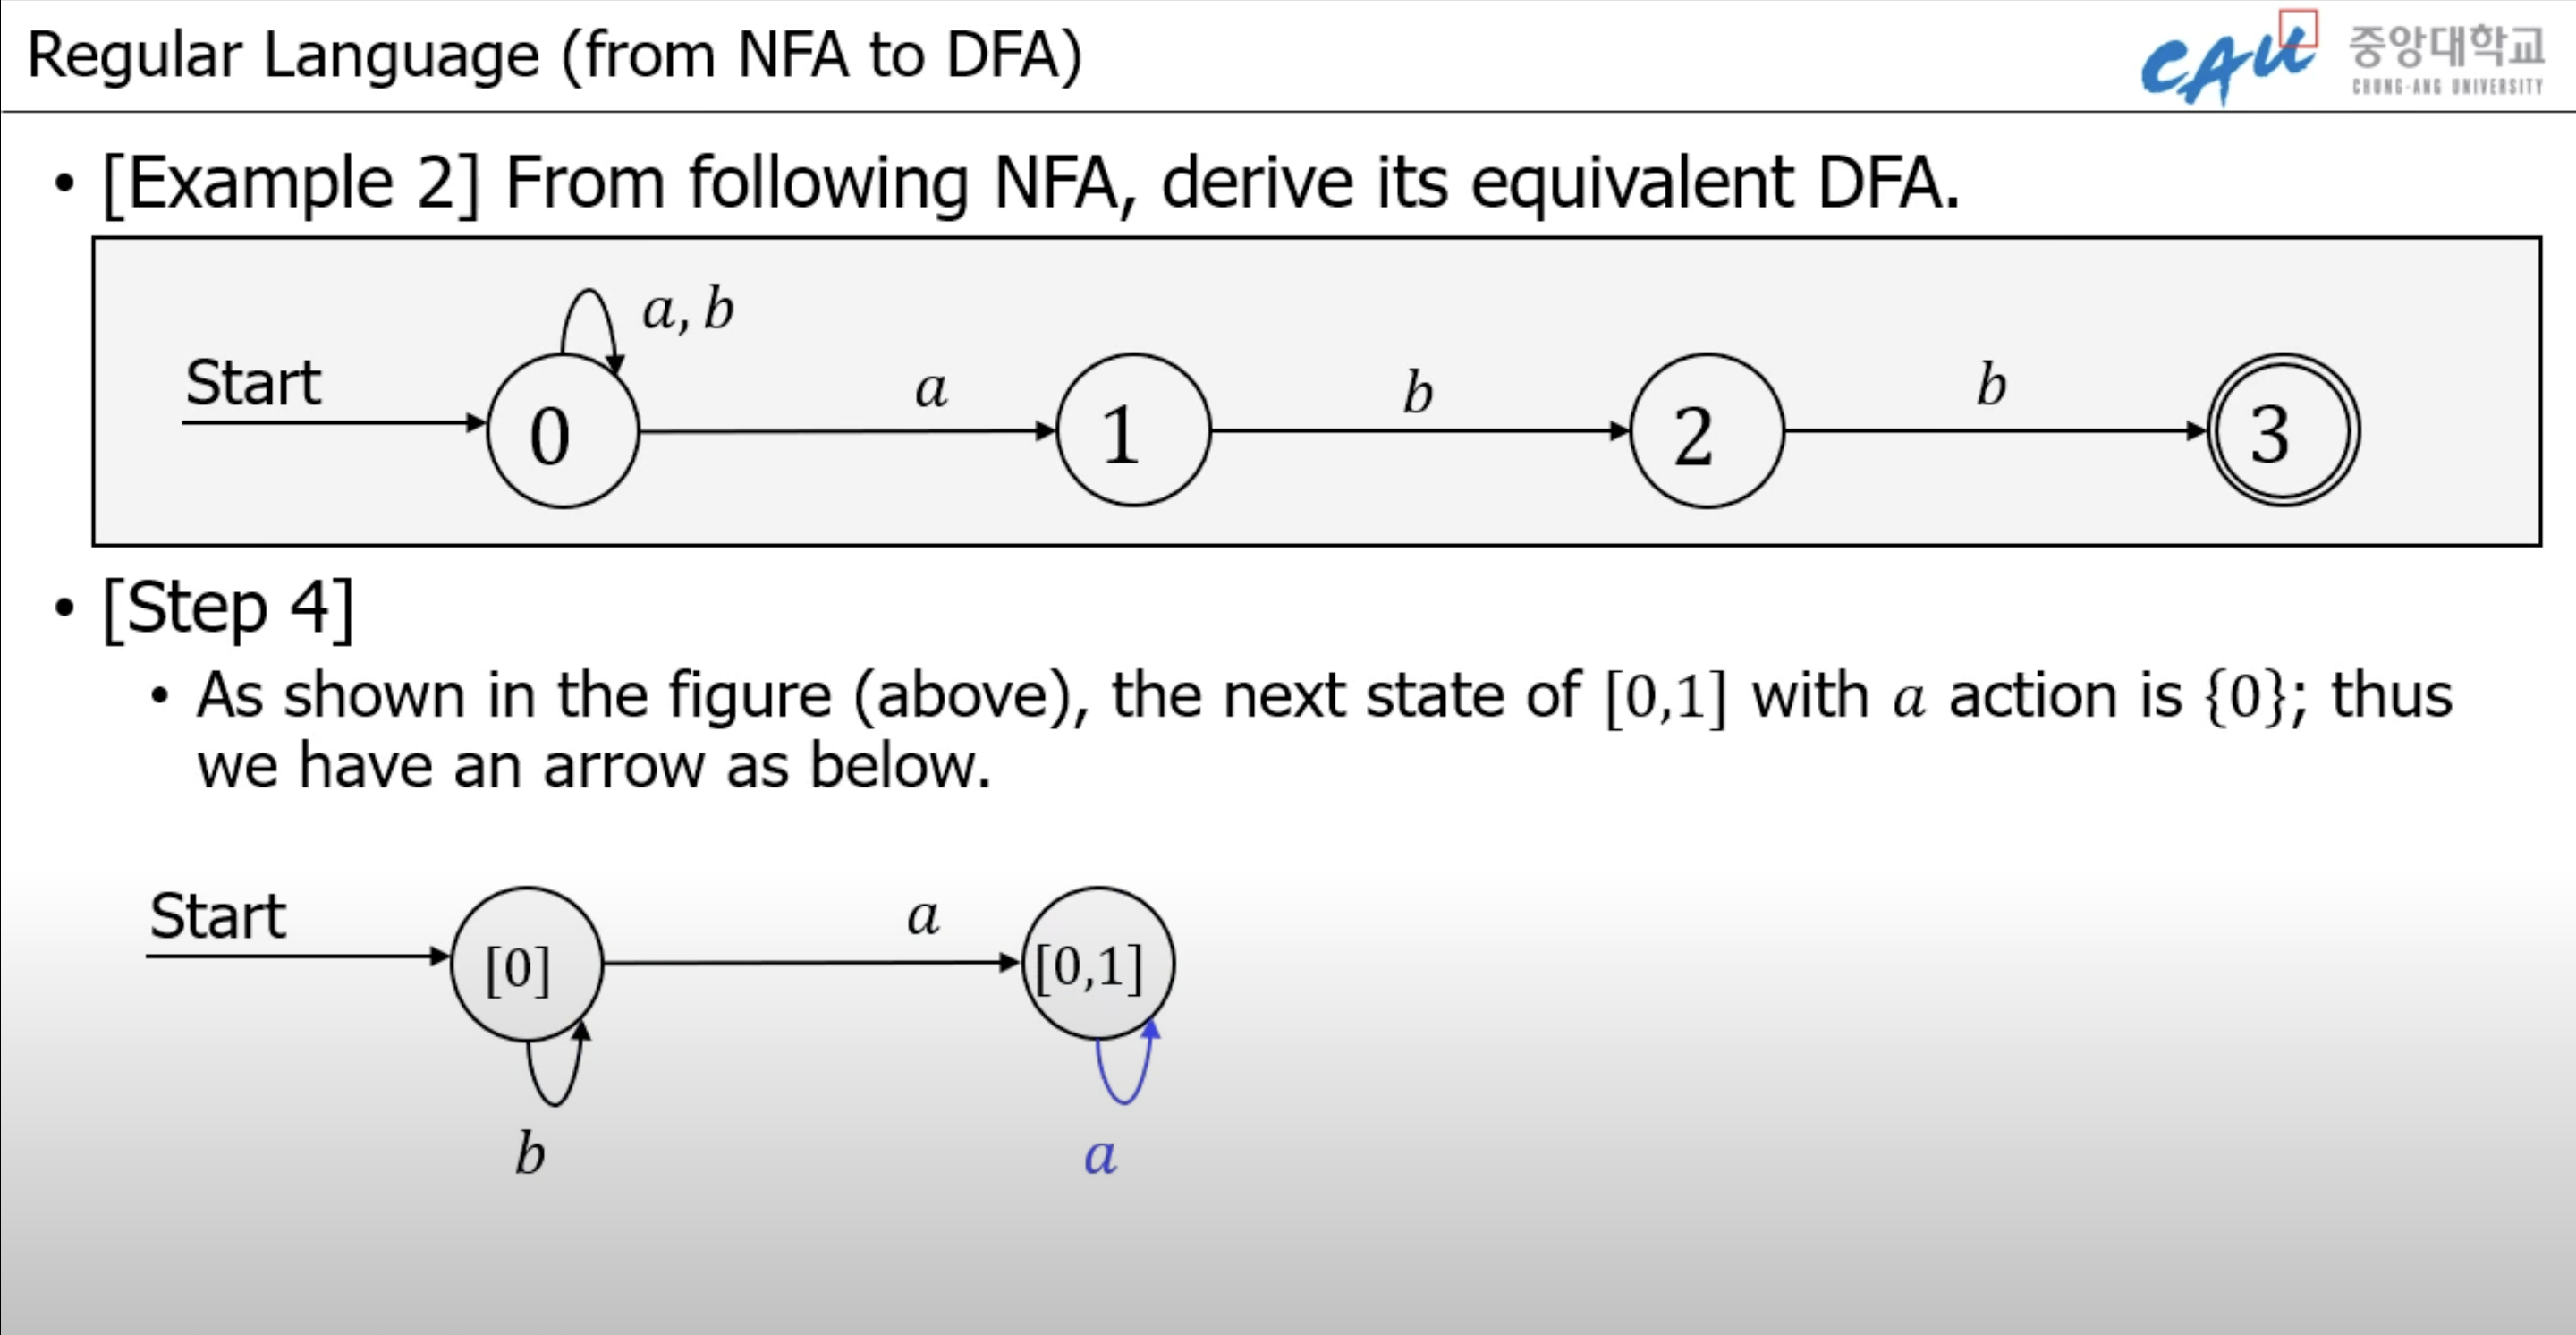 Regular Language (from NFA to DFA)
CAU
중앙대학교
CHUNG-ANG UNIVERSITY
• [Example 2] From following NFA, derive its equivalent DFA.
a, b
Start
0
a
1
b
2
b
3
• [Step 4]
• As shown in the figure (above), the next state of [0,1] with a action is {0}; thus
we have an arrow as below.
Start
[0]
a
[0,1]
b
a